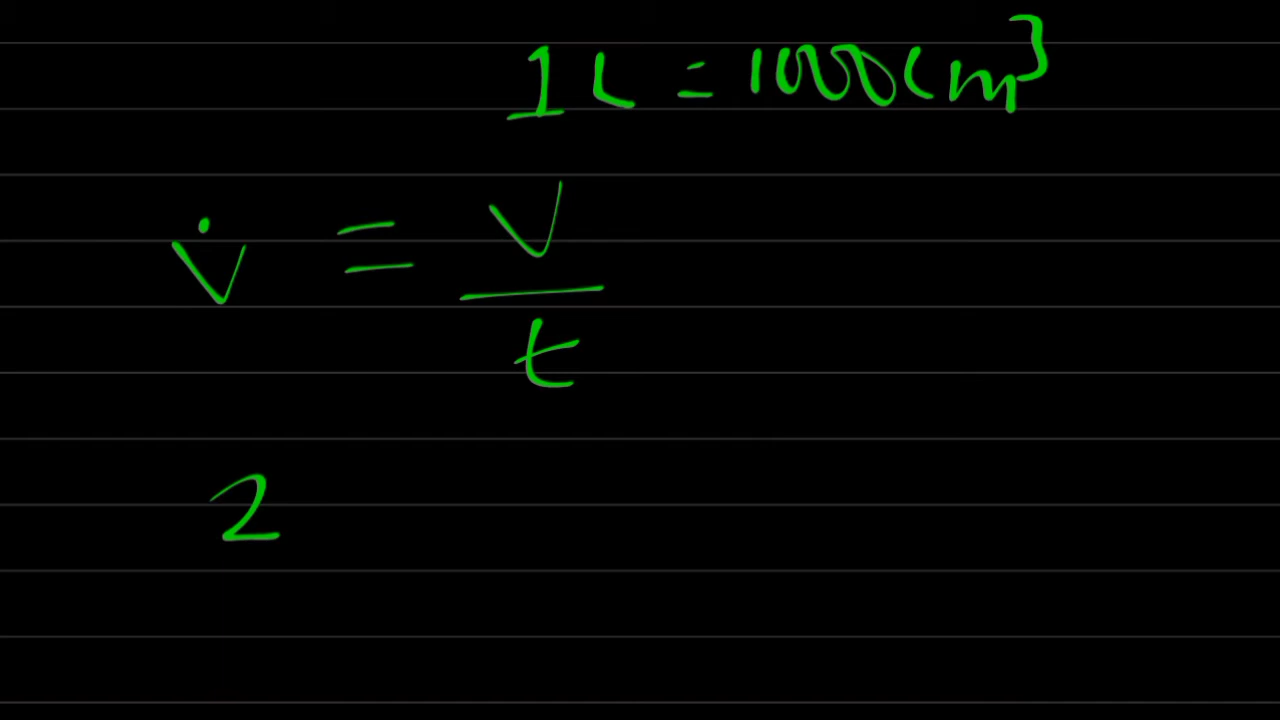 1L = 1000cm³
V̇ = V/t
2